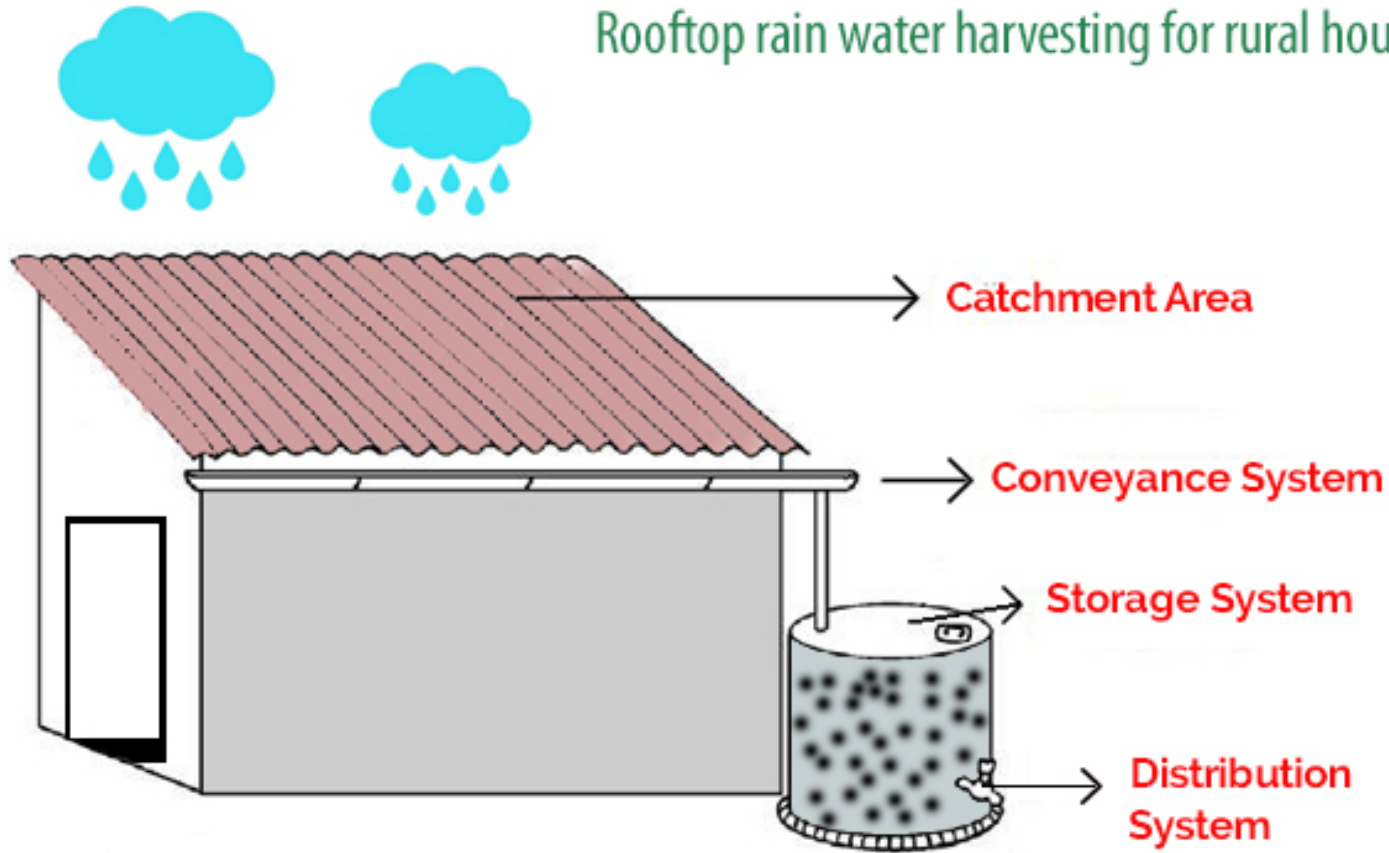 Rooftop rain water harvesting for rural hou
Catchment Area
Conveyance System
Storage System
Distribution
System